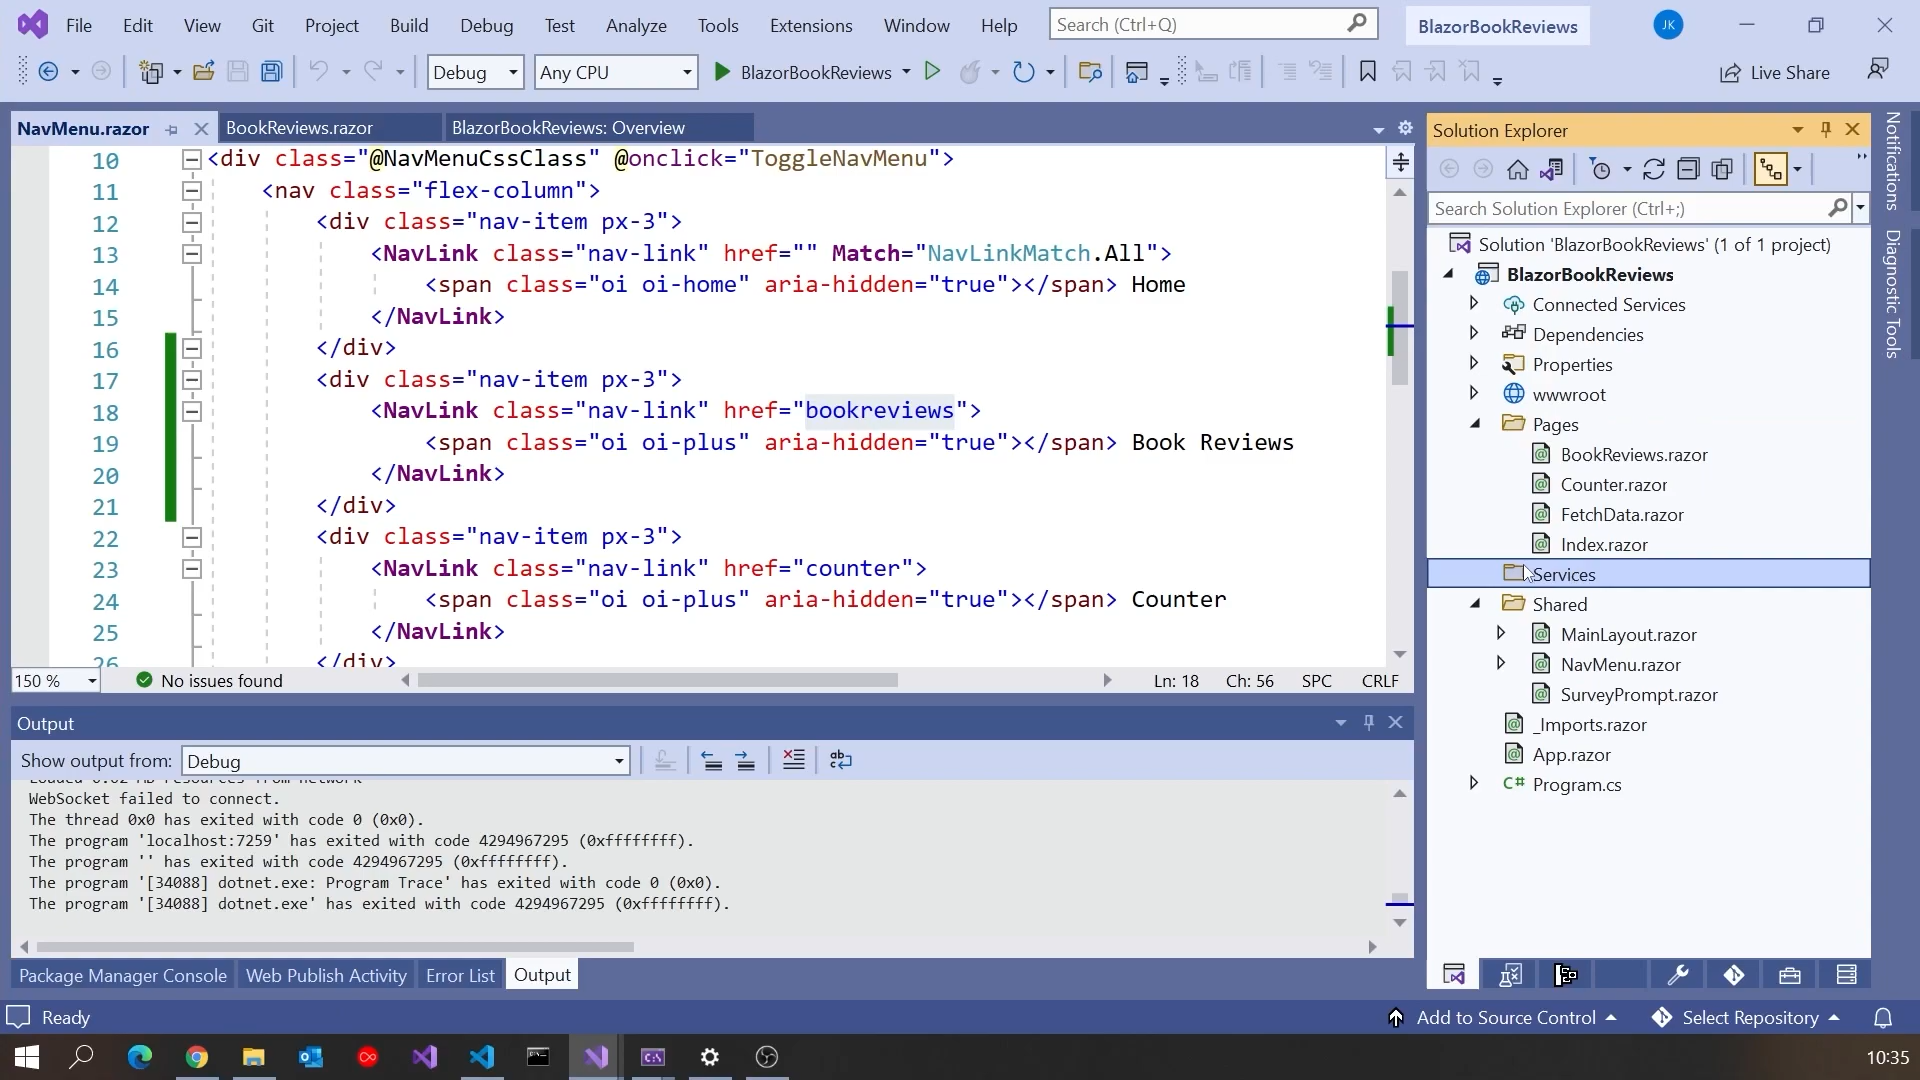 File Edit View Git Project Build Debug Test Analyze Tools Extensions Window Help Search (Ctrl+Q) BlazorBookReviews JK
Debug Any CPU BlazorBookReviews Live Share
NavMenu.razor BookReviews.razor BlazorBookReviews: Overview
10 <div class="@NavMenuCssClass" @onclick="ToggleNavMenu">
11 <nav class="flex-column">
12 <div class="nav-item px-3">
13 <NavLink class="nav-link" href="" Match="NavLinkMatch.All">
14 <span class="oi oi-home" aria-hidden="true"></span> Home
15 </NavLink>
16 </div>
17 <div class="nav-item px-3">
18 <NavLink class="nav-link" href="bookreviews">
19 <span class="oi oi-plus" aria-hidden="true"></span> Book Reviews
20 </NavLink>
21 </div>
22 <div class="nav-item px-3">
23 <NavLink class="nav-link" href="counter">
24 <span class="oi oi-plus" aria-hidden="true"></span> Counter
25 </NavLink>
26 </div>
150 % No issues found Ln: 18 Ch: 56 SPC CRLF
Output
Show output from: Debug
Loaded 0.02 MB resources from network
WebSocket failed to connect.
The thread 0x0 has exited with code 0 (0x0).
The program 'localhost:7259' has exited with code 4294967295 (0xffffffff).
The program '' has exited with code 4294967295 (0xffffffff).
The program '[34088] dotnet.exe: Program Trace' has exited with code 0 (0x0).
The program '[34088] dotnet.exe' has exited with code 4294967295 (0xffffffff).
Package Manager Console Web Publish Activity Error List Output
Solution Explorer
Search Solution Explorer (Ctrl+;)
Solution 'BlazorBookReviews' (1 of 1 project)
BlazorBookReviews
Connected Services
Dependencies
Properties
wwwroot
Pages
BookReviews.razor
Counter.razor
FetchData.razor
Index.razor
Services
Shared
MainLayout.razor
NavMenu.razor
SurveyPrompt.razor
_Imports.razor
App.razor
C# Program.cs
Notifications
Diagnostic Tools
Ready Add to Source Control Select Repository
10:35